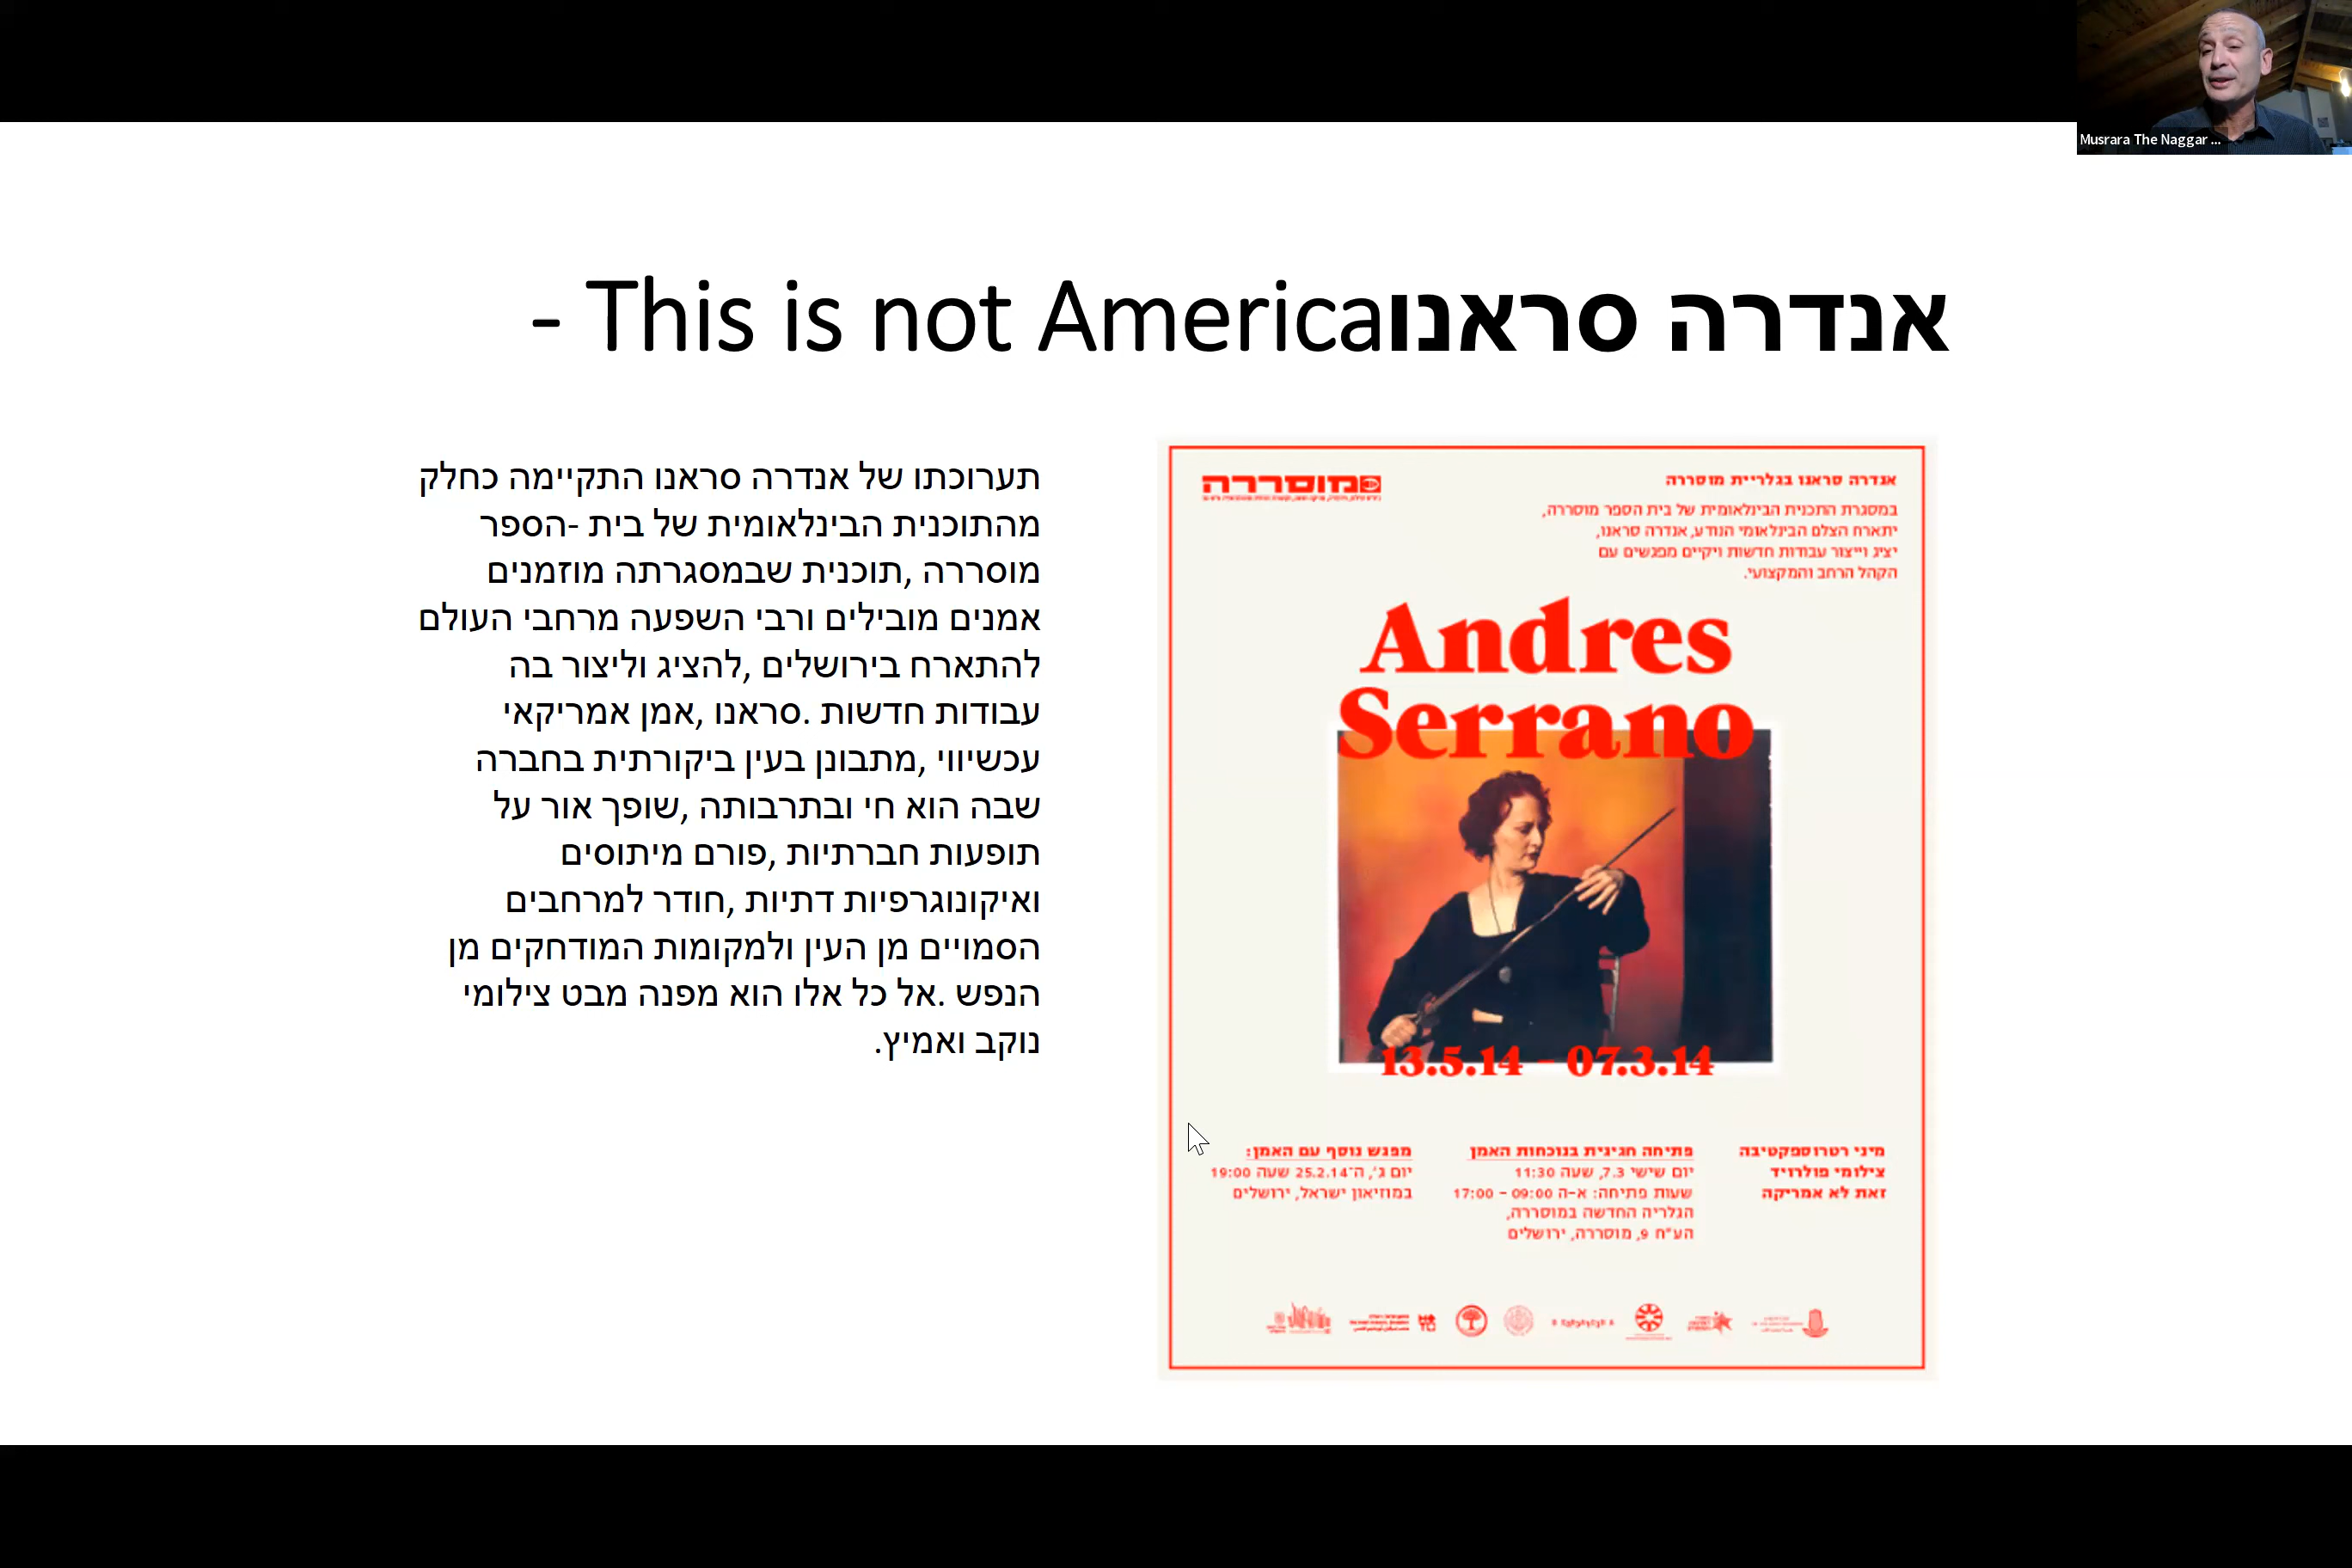 Musrara The Naggar ...
אנדרה סראנו - This is not America
תערוכתו של אנדרה סראנו התקיימה כחלק
מהתוכנית הבינלאומית של בית -הספר
מוסררה ,תוכנית שבמסגרתה מוזמנים
אמנים מובילים ורבי השפעה מרחבי העולם
להתארח בירושלים ,להציג וליצור בה
עבודות חדשות .סראנו ,אמן אמריקאי
עכשיווי ,מתבונן בעין ביקורתית בחברה
שבה הוא חי ובתרבותה ,שופך אור על
תופעות חברתיות ,פורם מיתוסים
ואיקונוגרפיות דתיות ,חודר למרחבים
הסמויים מן העין ולמקומות המודחקים מן
הנפש .אל כל אלו הוא מפנה מבט צילומי
נוקב ואמיץ.
מוסררה
אנדרה סראנו בגלריית מוסררה
במסגרת התכנית הבינלאומית של בית הספר מוסררה,
יתארח הצלם הבינלאומי הנודע, אנדרה סראנו,
יציג וייצור עבודות חדשות ויקיים מפגשים עם
הקהל הרחב והמקצועי.
Andres
Serrano
13.5.14 - 07.3.14
מיני רטרוספקטיבה
צילומי פולרויד
זאת לא אמריקה
פתיחה חגיגית בנוכחות האמן
יום שישי 7.3, שעה 11:30
שעות פתיחה: א-ה 09:00 - 17:00
הגלריה החדשה במוסררה,
הע"ח 9, מוסררה, ירושלים
מפגש נוסף עם האמן:
יום ג', ה־25.2.14 שעה 19:00
במוזיאון ישראל, ירושלים